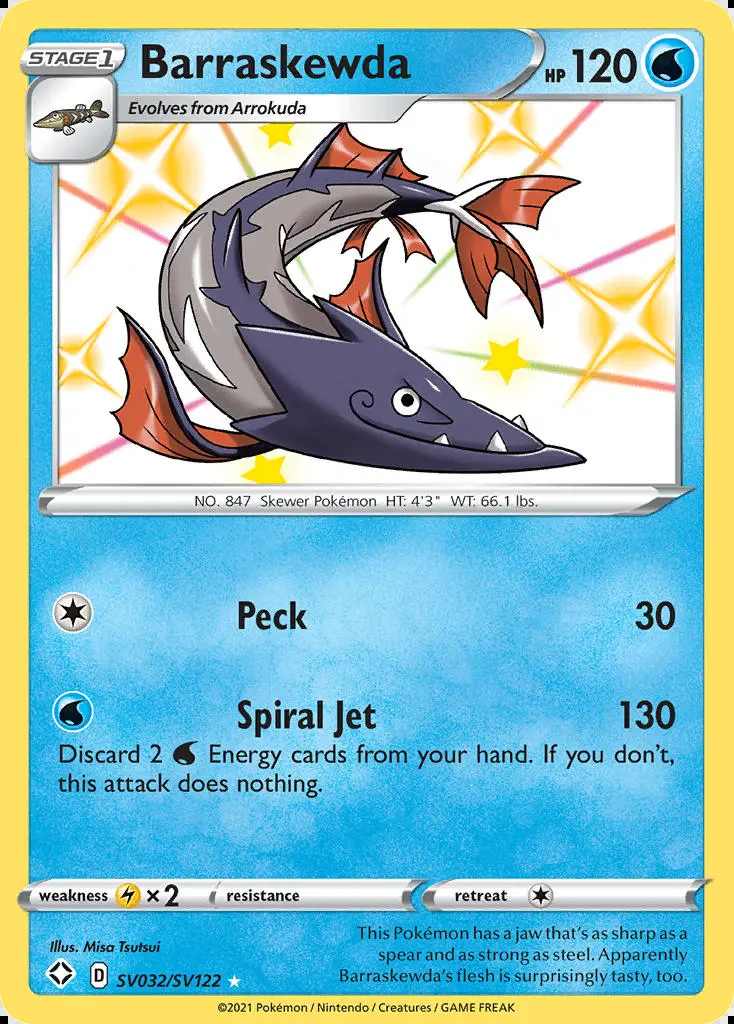 STAGE1
Barraskewda
HP 120
Evolves from Arrokuda
NO. 847 Skewer Pokémon HT: 4'3" WT: 66.1 lbs.
Peck 30
Spiral Jet 130
Discard 2 Energy cards from your hand. If you don't,
this attack does nothing.
weakness ×2 resistance retreat
Illus. Misa Tsutsui
This Pokémon has a jaw that's as sharp as a
spear and as strong as steel. Apparently
Barraskewda's flesh is surprisingly tasty, too.
D SV032/SV122
©2021 Pokémon / Nintendo / Creatures / GAME FREAK